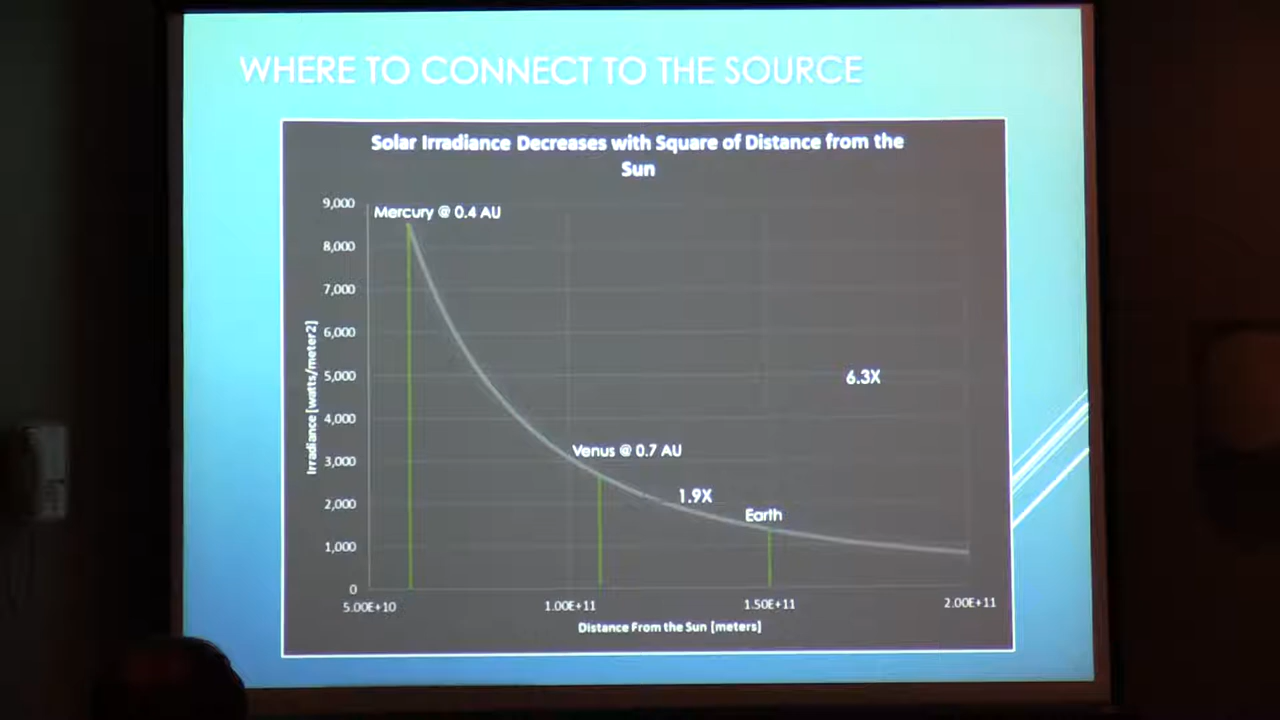 WHERE TO CONNECT TO THE SOURCE
Solar Irradiance Decreases with Square of Distance from the
Sun
9,000
Mercury @ 0.4 AU
8,000
7,000
6,000
5,000
6.3X
4,000
Venus @ 0.7 AU
3,000
1.9X
2,000
Earth
1,000
0
Irradiance [watts/meter2]
5.00E+10 1.00E+11 1.50E+11 2.00E+11
Distance From the Sun [meters]